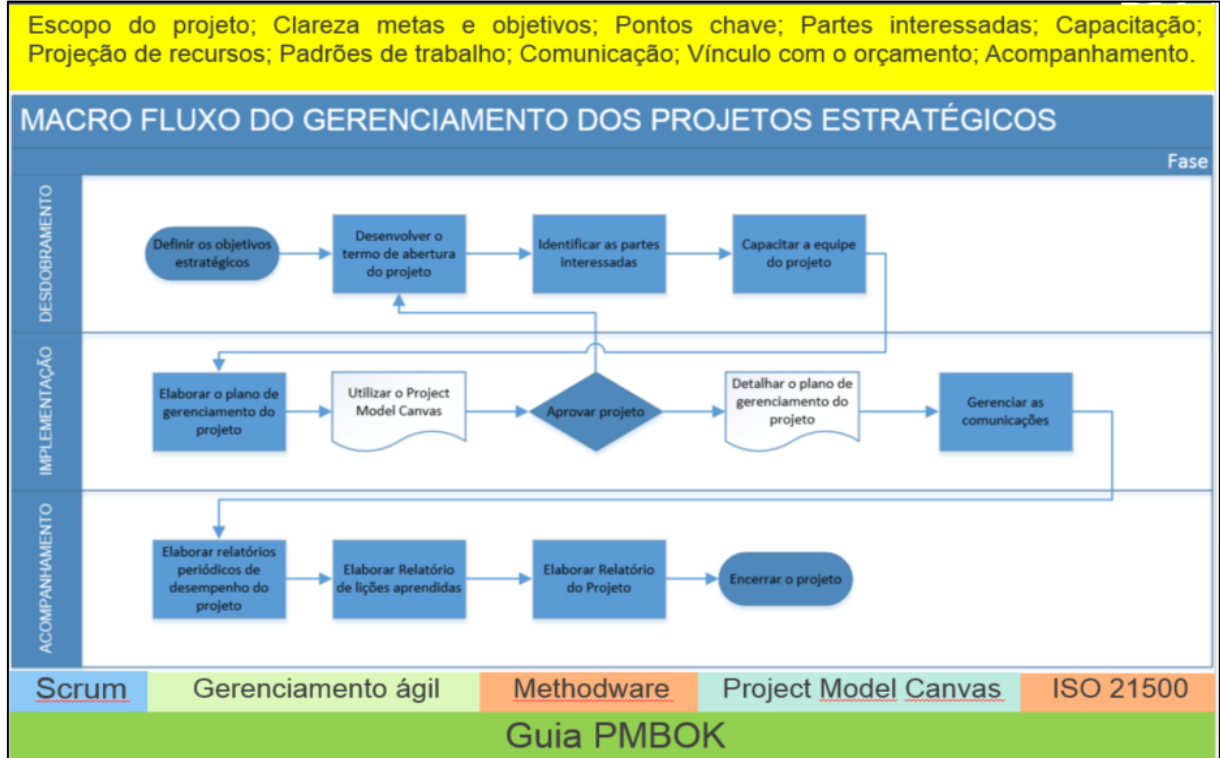 Escopo do projeto; Clareza metas e objetivos; Pontos chave; Partes interessadas; Capacitação;
Projeção de recursos; Padrões de trabalho; Comunicação; Vínculo com o orçamento; Acompanhamento.
MACRO FLUXO DO GERENCIAMENTO DOS PROJETOS ESTRATÉGICOS
Fase
DESDOBRAMENTO
Definir os objetivos
estratégicos
Desenvolver o
termo de abertura
do projeto
Identificar as partes
interessadas
Capacitar a equipe
do projeto
IMPLEMENTAÇÃO
Elaborar o plano de
gerenciamento do
projeto
Utilizar o Project
Model Canvas
Aprovar projeto
Detalhar o plano de
gerenciamento do
projeto
Gerenciar as
comunicações
ACOMPANHAMENTO
Elaborar relatórios
periódicos de
desempenho do
projeto
Elaborar Relatório
de lições aprendidas
Elaborar Relatório
do Projeto
Encerrar o projeto
Scrum
Gerenciamento ágil
Methodware
Project Model Canvas
ISO 21500
Guia PMBOK